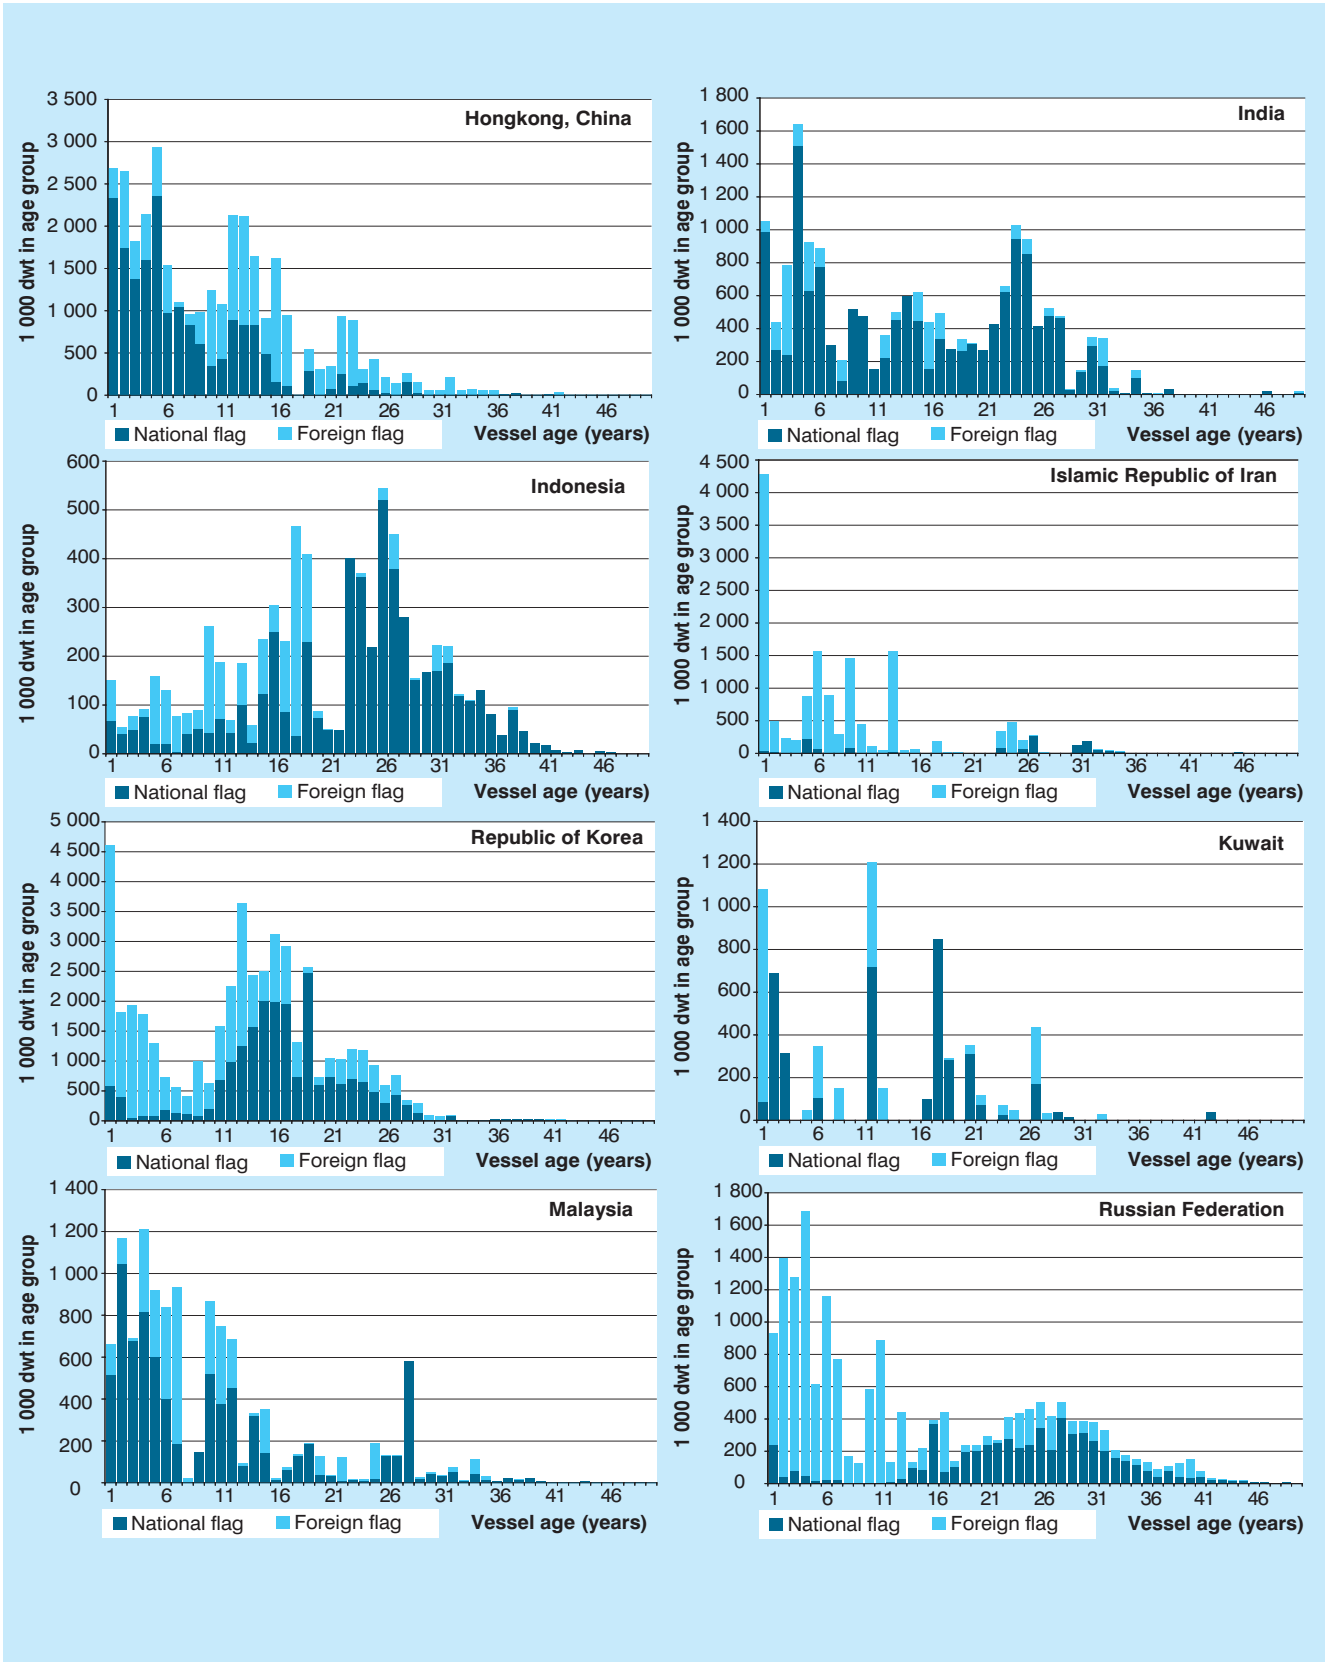 Hongkong, China
1 000 dwt in age group
3 500
3 000
2 500
2 000
1 500
1 000
500
0
1 6 11 16 21 26 31 36 41 46
National flag Foreign flag Vessel age (years)
India
1 000 dwt in age group
1 800
1 600
1 400
1 200
1 000
800
600
400
200
0
1 6 11 16 21 26 31 36 41 46
National flag Foreign flag Vessel age (years)
Indonesia
1 000 dwt in age group
600
500
400
300
200
100
0
1 6 11 16 21 26 31 36 41 46
National flag Foreign flag Vessel age (years)
Islamic Republic of Iran
1 000 dwt in age group
4 500
4 000
3 500
3 000
2 500
2 000
1 500
1 000
500
0
1 6 11 16 21 26 31 36 41 46
National flag Foreign flag Vessel age (years)
Republic of Korea
1 000 dwt in age group
5 000
4 500
4 000
3 500
3 000
2 500
2 000
1 500
1 000
500
0
1 6 11 16 21 26 31 36 41 46
National flag Foreign flag Vessel age (years)
Kuwait
1 000 dwt in age group
1 400
1 200
1 000
800
600
400
200
0
1 6 11 16 21 26 31 36 41 46
National flag Foreign flag Vessel age (years)
Malaysia
1 000 dwt in age group
1 400
1 200
1 000
800
600
400
200
0
1 6 11 16 21 26 31 36 41 46
National flag Foreign flag Vessel age (years)
Russian Federation
1 000 dwt in age group
1 800
1 600
1 400
1 200
1 000
800
600
400
200
0
1 6 11 16 21 26 31 36 41 46
National flag Foreign flag Vessel age (years)